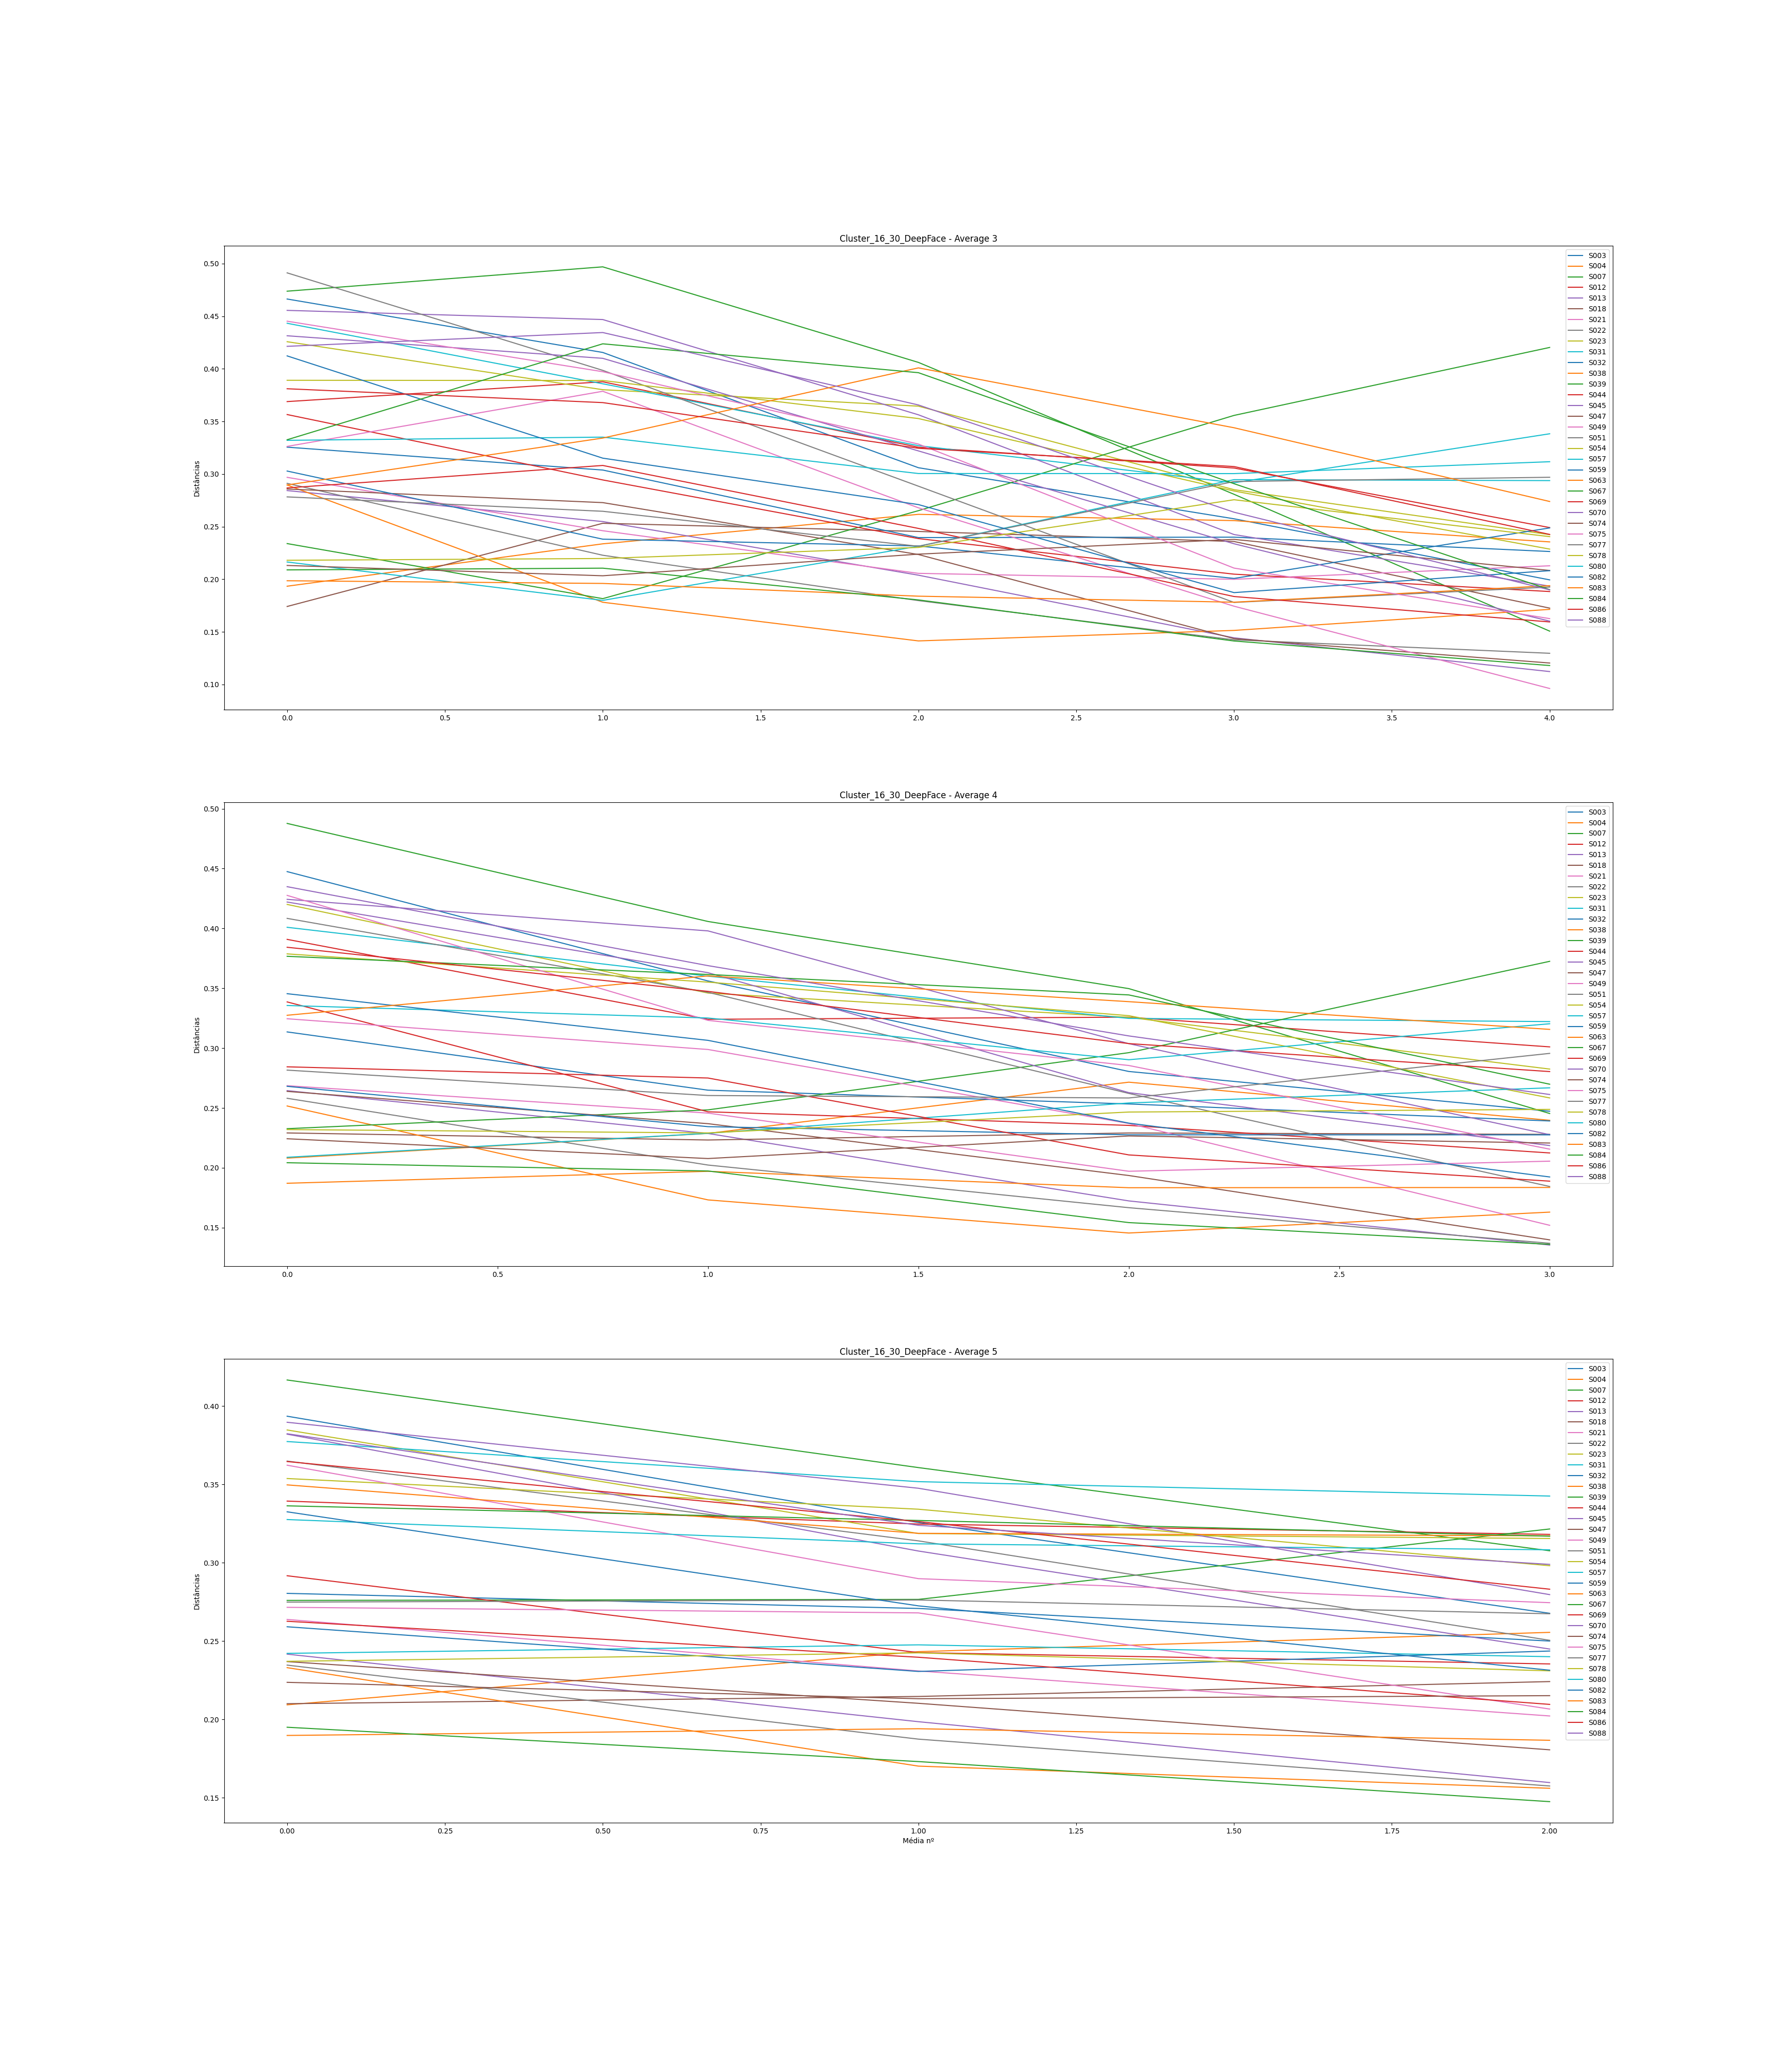 Cluster_16_30_DeepFace - Average 3
Distâncias
0.50
0.45
0.40
0.35
0.30
0.25
0.20
0.15
0.10
0.0 0.5 1.0 1.5 2.0 2.5 3.0 3.5 4.0
S003
S004
S007
S012
S013
S018
S021
S022
S023
S031
S032
S038
S039
S044
S045
S047
S049
S051
S054
S057
S059
S063
S067
S069
S070
S074
S075
S077
S078
S080
S082
S083
S084
S086
S088
Cluster_16_30_DeepFace - Average 4
Distâncias
0.50
0.45
0.40
0.35
0.30
0.25
0.20
0.15
0.0 0.5 1.0 1.5 2.0 2.5 3.0
S003
S004
S007
S012
S013
S018
S021
S022
S023
S031
S032
S038
S039
S044
S045
S047
S049
S051
S054
S057
S059
S063
S067
S069
S070
S074
S075
S077
S078
S080
S082
S083
S084
S086
S088
Cluster_16_30_DeepFace - Average 5
Distâncias
0.40
0.35
0.30
0.25
0.20
0.15
0.00 0.25 0.50 0.75 1.00 1.25 1.50 1.75 2.00
Média nº
S003
S004
S007
S012
S013
S018
S021
S022
S023
S031
S032
S038
S039
S044
S045
S047
S049
S051
S054
S057
S059
S063
S067
S069
S070
S074
S075
S077
S078
S080
S082
S083
S084
S086
S088